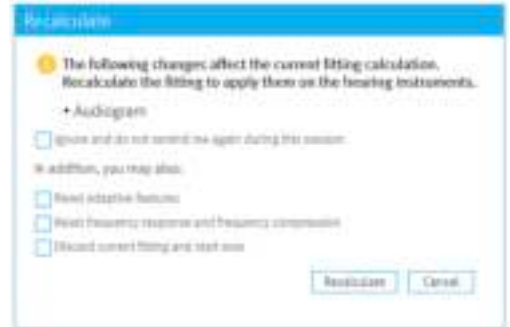 Recalculate
The following changes affect the current fitting calculation.
Recalculate the fitting to apply them on the hearing instruments.
• Audiogram
Ignore and do not remind me again during this session
In addition, you may also:
Reset adaptive features
Reset frequency response and frequency compression
Discard current fitting and start over
Recalculate Cancel